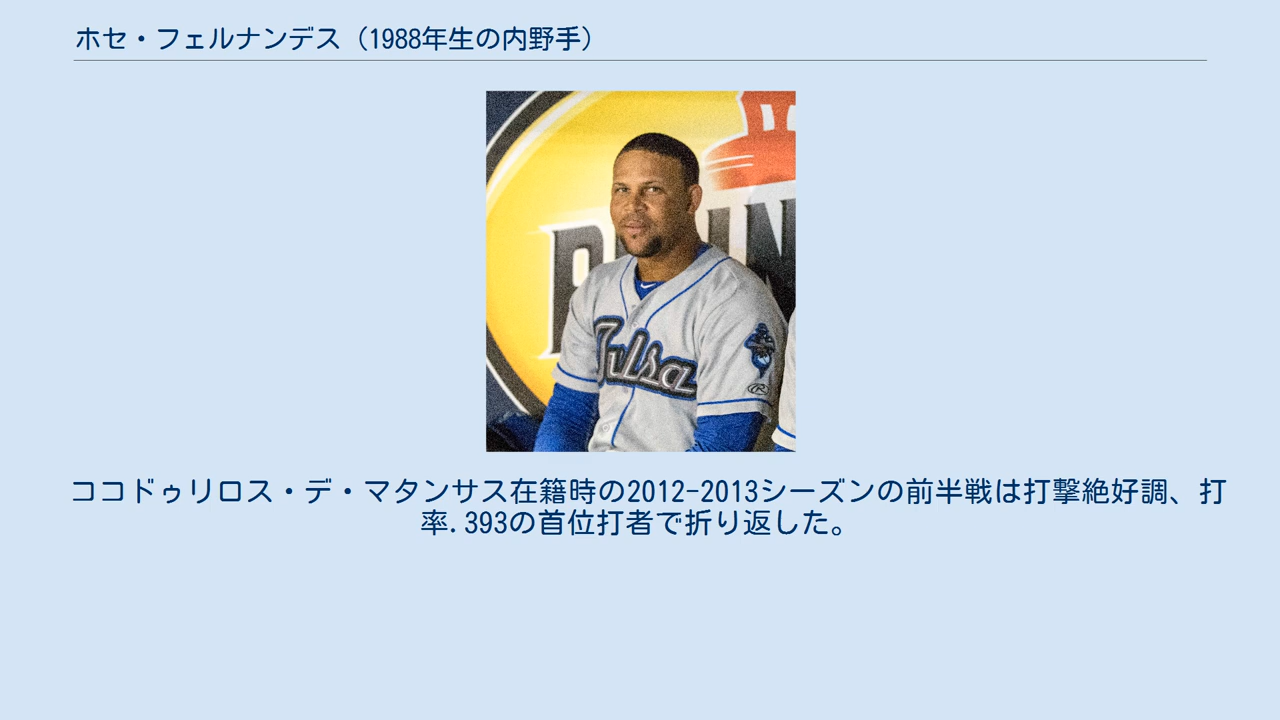 ホセ・フェルナンデス（1988年生の内野手）
Tulsa
ココドゥリロス・デ・マタンサス在籍時の2012-2013シーズンの前半戦は打撃絶好調、打
率.393の首位打者で折り返した。